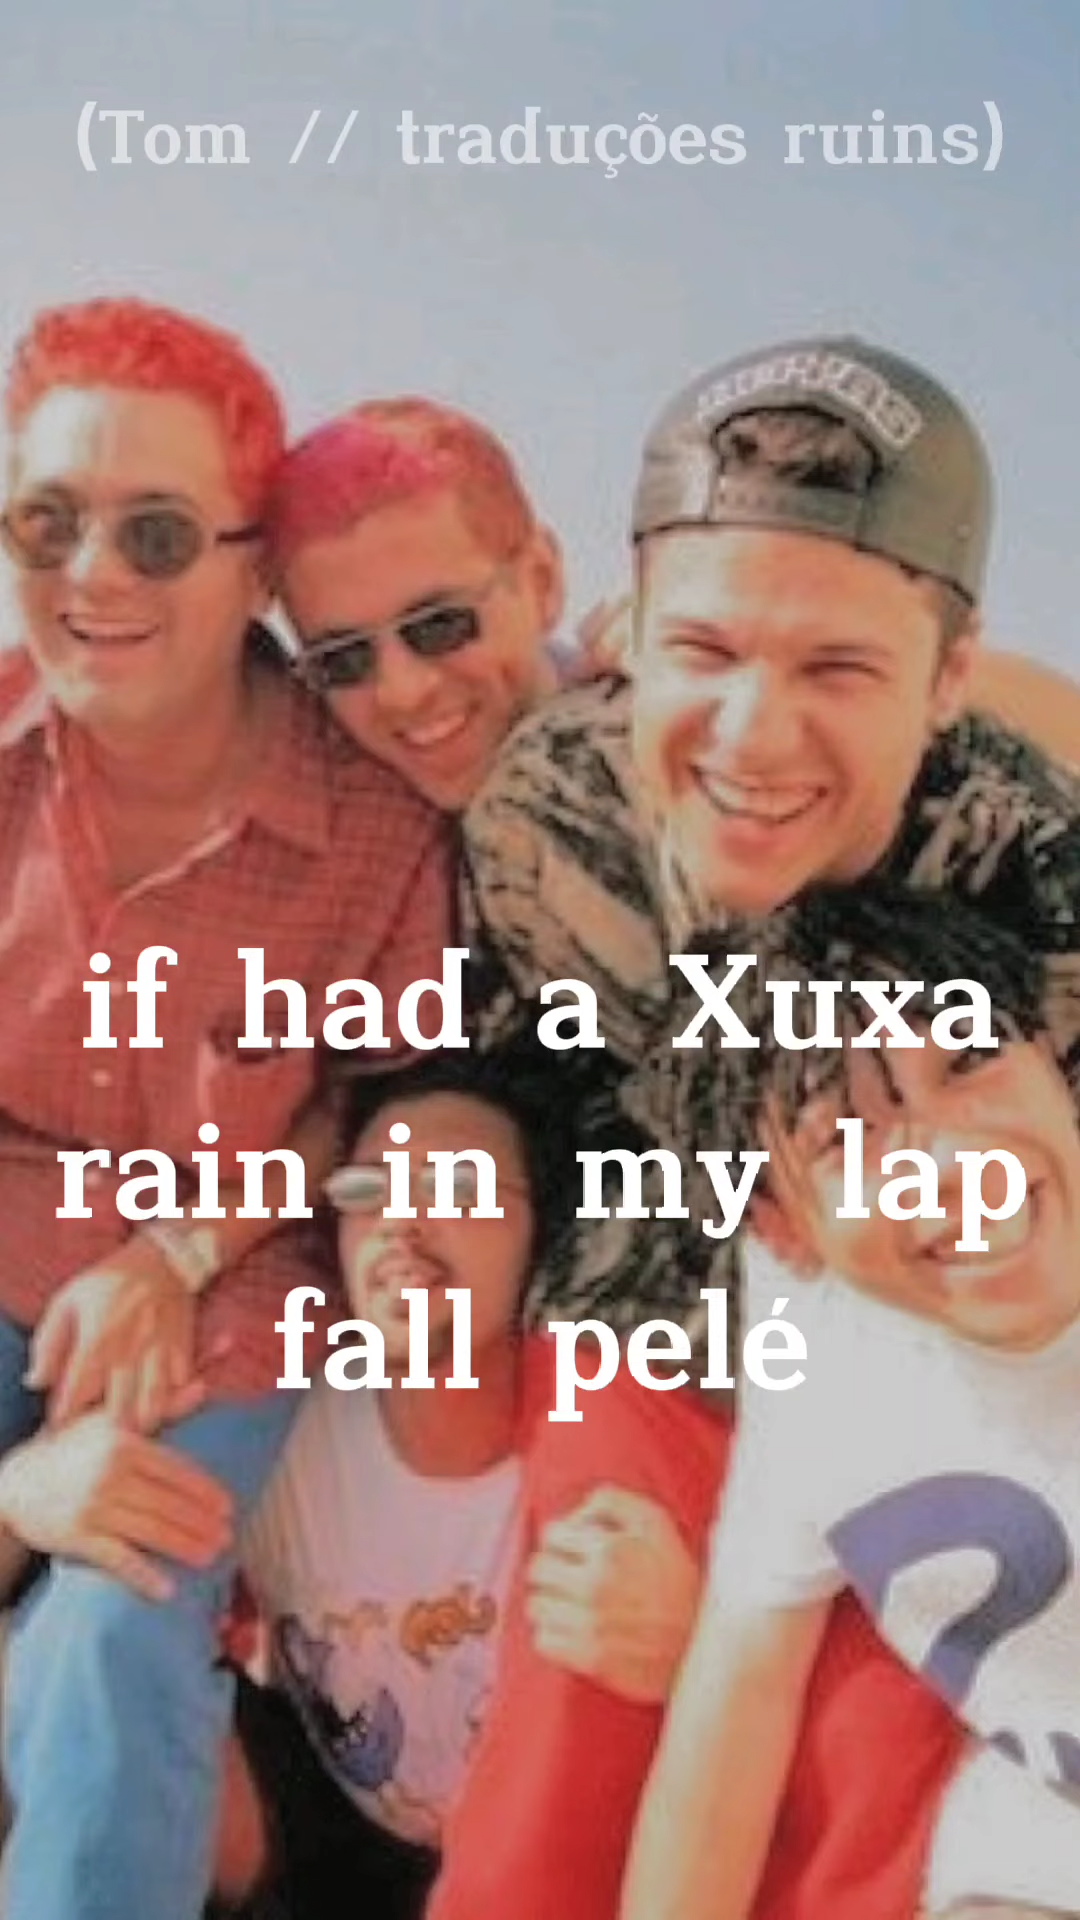 (Tom // traduções ruins)
if had a Xuxa
rain in my lap
fall pelé